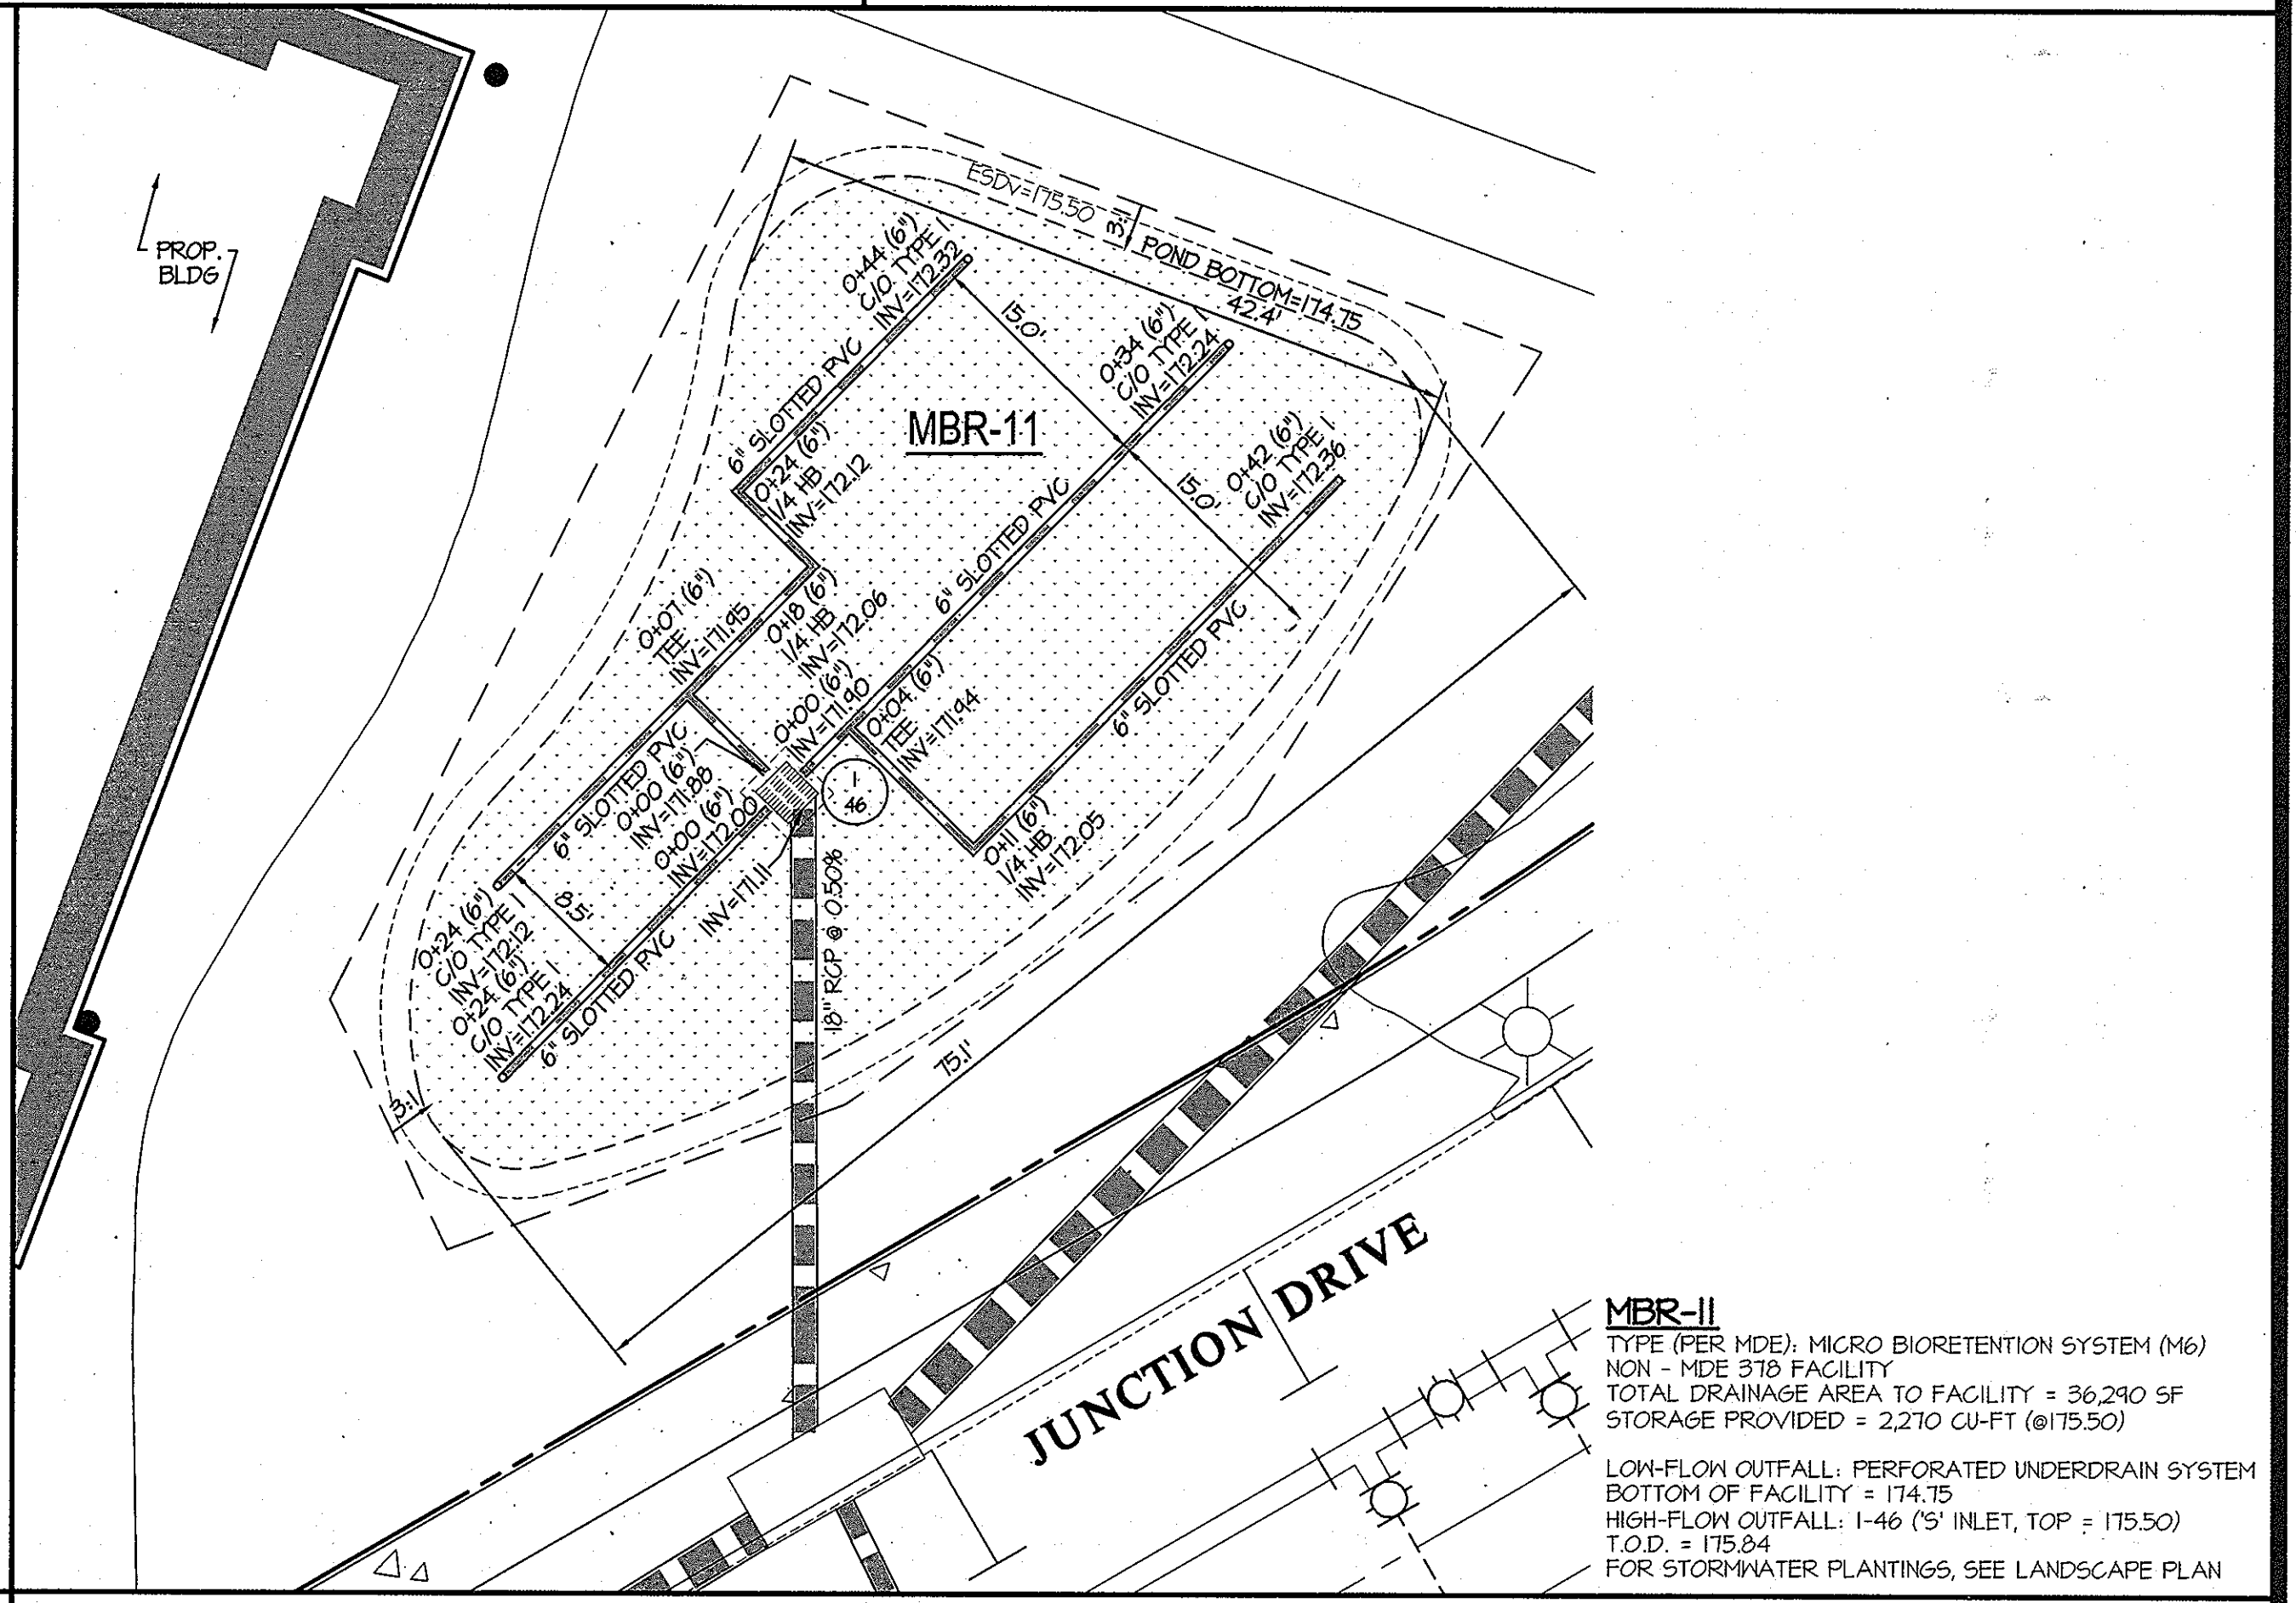 PROP.
BLDG
ESDv=175.50
3:1
POND BOTTOM=174.75
42.4'
0+44 (6")
C/O TYPE 1
INV=172.32
15.0'
0+34 (6")
C/O TYPE 1
INV=172.24
6" SLOTTED PVC
MBR-11
0+24 (6")
1/4 HB
INV=172.12
15.0'
0+42 (6")
C/O TYPE 1
INV=172.36
6" SLOTTED PVC
0+07 (6")
TEE
INV=171.95
0+18 (6")
1/4 HB
INV=172.06
0+00 (6")
INV=171.90
0+04 (6")
TEE
INV=171.94
6" SLOTTED PVC
6" SLOTTED PVC
0+00 (6")
INV=171.88
0+00 (6")
INV=172.00
1
46
0+11 (6")
1/4 HB
INV=172.05
INV=171.11
18" RCP @ 0.50%
8.5'
0+24 (6")
C/O TYPE 1
INV=172.12
0+24 (6")
C/O TYPE 1
INV=172.24
6" SLOTTED PVC
3:1
75.1'
JUNCTION DRIVE
MBR-11
TYPE (PER MDE): MICRO BIORETENTION SYSTEM (M6)
NON - MDE 378 FACILITY
TOTAL DRAINAGE AREA TO FACILITY = 36,290 SF
STORAGE PROVIDED = 2,270 CU-FT (@175.50)
LOW-FLOW OUTFALL: PERFORATED UNDERDRAIN SYSTEM
BOTTOM OF FACILITY = 174.75
HIGH-FLOW OUTFALL: I-46 ('S' INLET, TOP = 175.50)
T.O.D. = 175.84
FOR STORMWATER PLANTINGS, SEE LANDSCAPE PLAN